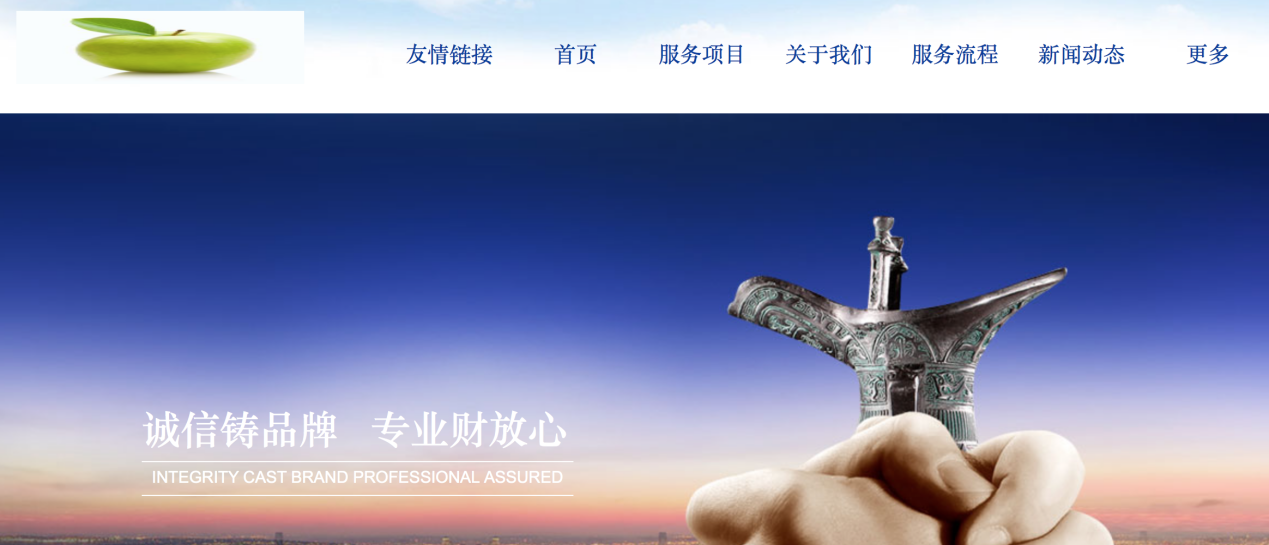 友情链接 首页 服务项目 关于我们 服务流程 新闻动态 更多
诚信铸品牌 专业财放心
INTEGRITY CAST BRAND PROFESSIONAL ASSURED